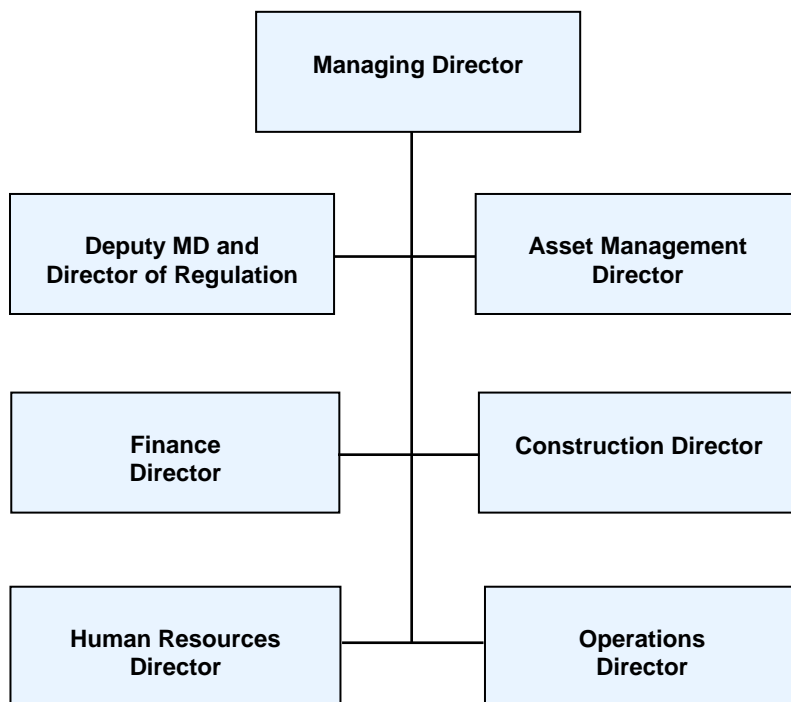 Managing Director
Deputy MD and
Director of Regulation
Asset Management
Director
Finance
Director
Construction Director
Human Resources
Director
Operations
Director